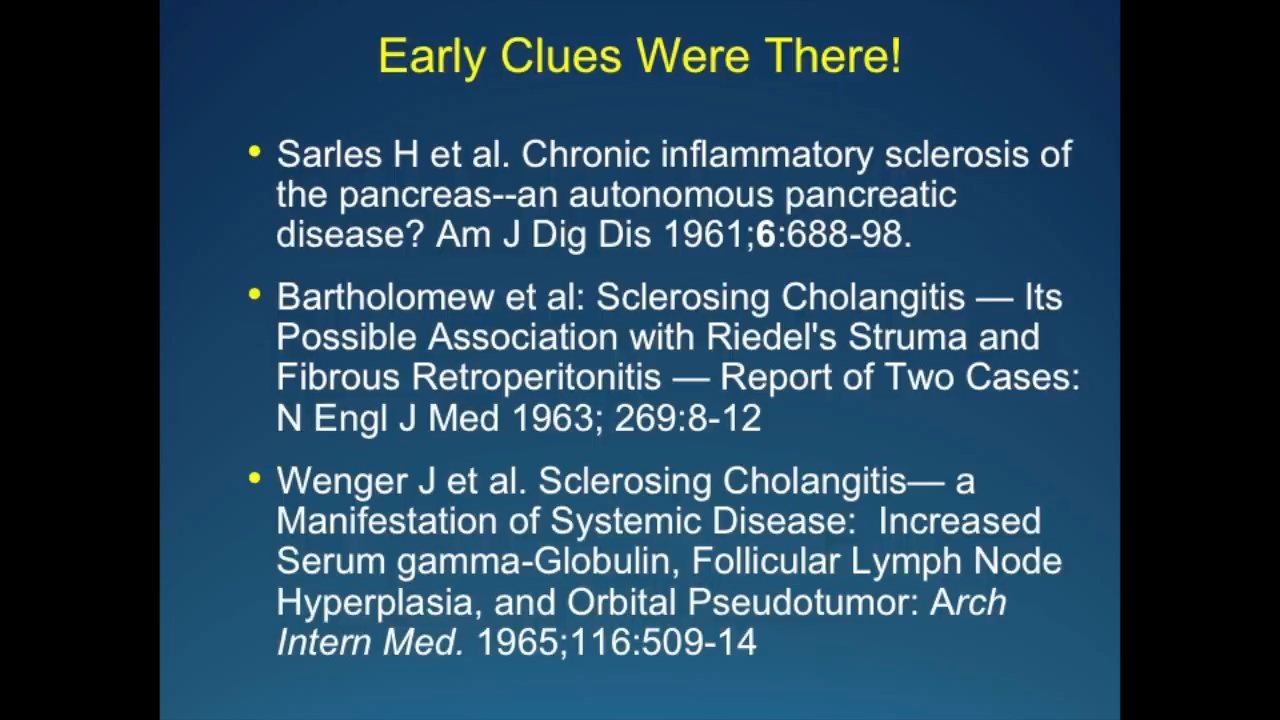 Early Clues Were There!
• Sarles H et al. Chronic inflammatory sclerosis of
the pancreas--an autonomous pancreatic
disease? Am J Dig Dis 1961;6:688-98.
• Bartholomew et al: Sclerosing Cholangitis — Its
Possible Association with Riedel's Struma and
Fibrous Retroperitonitis — Report of Two Cases:
N Engl J Med 1963; 269:8-12
• Wenger J et al. Sclerosing Cholangitis— a
Manifestation of Systemic Disease:  Increased
Serum gamma-Globulin, Follicular Lymph Node
Hyperplasia, and Orbital Pseudotumor: Arch
Intern Med. 1965;116:509-14